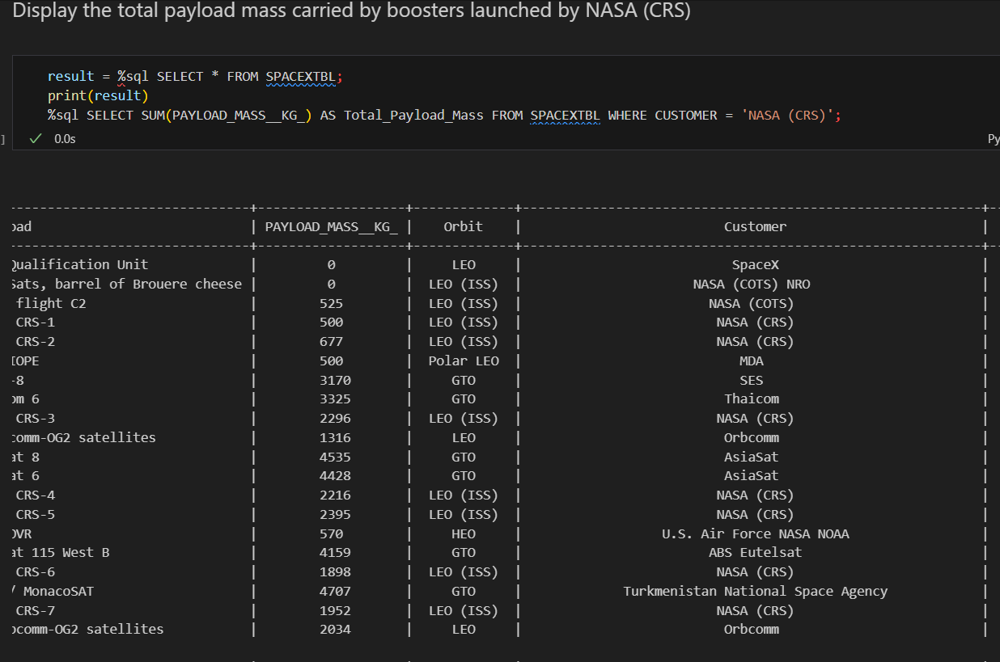 Display the total payload mass carried by boosters launched by NASA (CRS)
result = %sql SELECT * FROM SPACEXTBL;
print(result)
%sql SELECT SUM(PAYLOAD_MASS__KG_) AS Total_Payload_Mass FROM SPACEXTBL WHERE CUSTOMER = 'NASA (CRS)';
] ✓ 0.0s Py
oad | PAYLOAD_MASS__KG_ | Orbit | Customer |
Qualification Unit | 0 | LEO | SpaceX |
Sats, barrel of Brouere cheese | 0 | LEO (ISS) | NASA (COTS) NRO |
flight C2 | 525 | LEO (ISS) | NASA (COTS) |
CRS-1 | 500 | LEO (ISS) | NASA (CRS) |
CRS-2 | 677 | LEO (ISS) | NASA (CRS) |
IOPE | 500 | Polar LEO | MDA |
-8 | 3170 | GTO | SES |
om 6 | 3325 | GTO | Thaicom |
CRS-3 | 2296 | LEO (ISS) | NASA (CRS) |
comm-OG2 satellites | 1316 | LEO | Orbcomm |
at 8 | 4535 | GTO | AsiaSat |
at 6 | 4428 | GTO | AsiaSat |
CRS-4 | 2216 | LEO (ISS) | NASA (CRS) |
CRS-5 | 2395 | LEO (ISS) | NASA (CRS) |
OVR | 570 | HEO | U.S. Air Force NASA NOAA |
at 115 West B | 4159 | GTO | ABS Eutelsat |
CRS-6 | 1898 | LEO (ISS) | NASA (CRS) |
/ MonacoSAT | 4707 | GTO | Turkmenistan National Space Agency |
CRS-7 | 1952 | LEO (ISS) | NASA (CRS) |
bcomm-OG2 satellites | 2034 | LEO | Orbcomm |